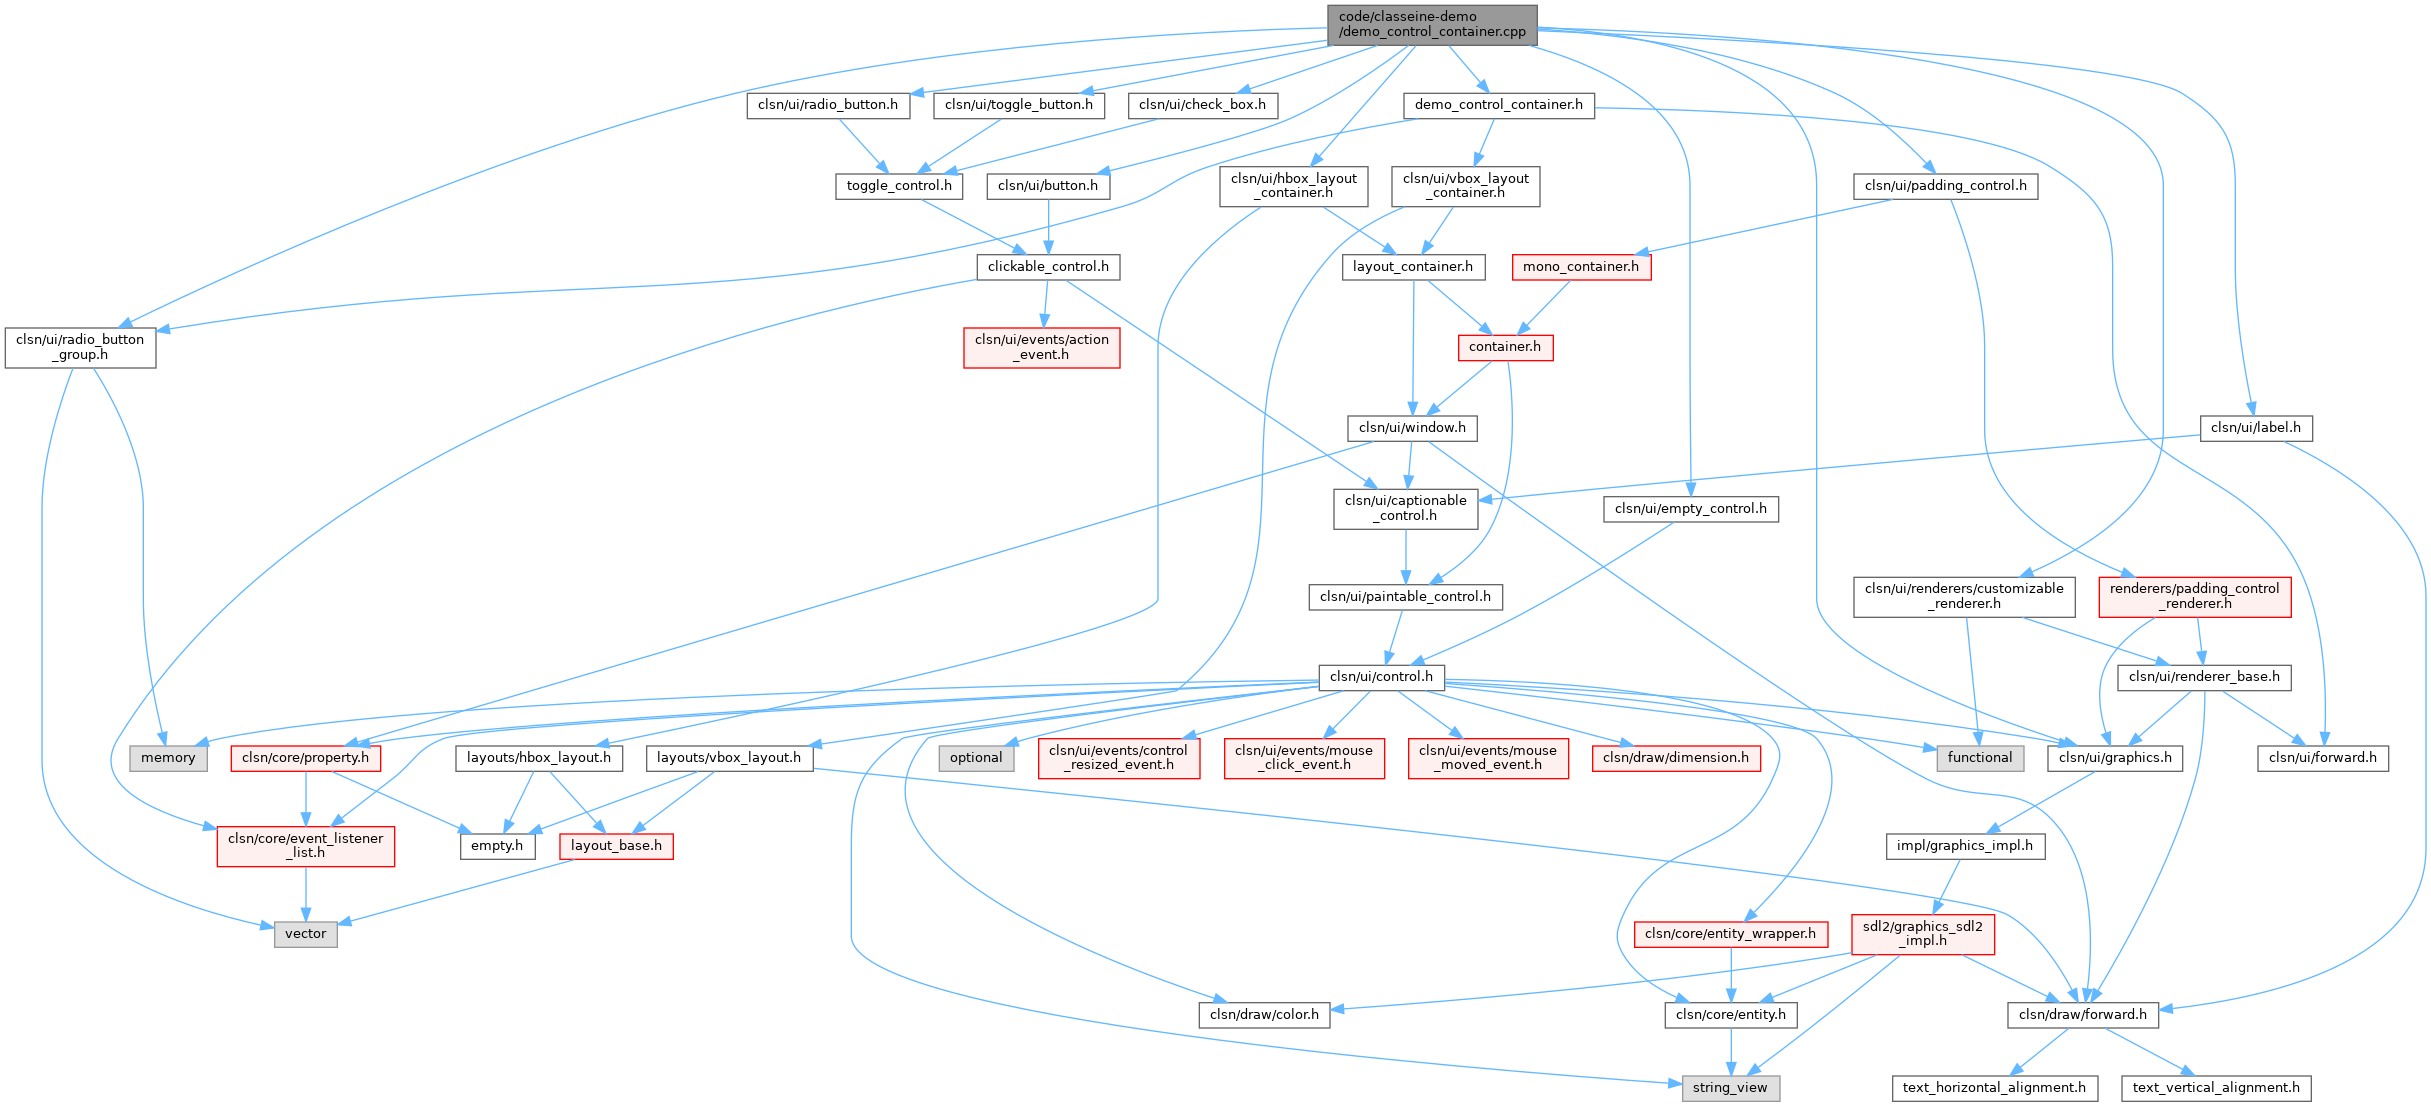 code/classeine-demo
/demo_control_container.cpp
clsn/ui/radio_button.h
clsn/ui/toggle_button.h
clsn/ui/check_box.h
demo_control_container.h
toggle_control.h
clsn/ui/button.h
clsn/ui/hbox_layout
_container.h
clsn/ui/vbox_layout
_container.h
clsn/ui/padding_control.h
clickable_control.h
layout_container.h
mono_container.h
clsn/ui/radio_button
_group.h
clsn/ui/events/action
_event.h
container.h
clsn/ui/window.h
clsn/ui/label.h
clsn/ui/captionable
_control.h
clsn/ui/empty_control.h
clsn/ui/paintable_control.h
clsn/ui/renderers/customizable
_renderer.h
renderers/padding_control
_renderer.h
clsn/ui/control.h
clsn/ui/renderer_base.h
memory
clsn/core/property.h
layouts/hbox_layout.h
layouts/vbox_layout.h
optional
clsn/ui/events/control
_resized_event.h
clsn/ui/events/mouse
_click_event.h
clsn/ui/events/mouse
_moved_event.h
clsn/draw/dimension.h
functional
clsn/ui/graphics.h
clsn/ui/forward.h
clsn/core/event_listener
_list.h
empty.h
layout_base.h
impl/graphics_impl.h
vector
clsn/core/entity_wrapper.h
sdl2/graphics_sdl2
_impl.h
clsn/draw/color.h
clsn/core/entity.h
clsn/draw/forward.h
string_view
text_horizontal_alignment.h
text_vertical_alignment.h